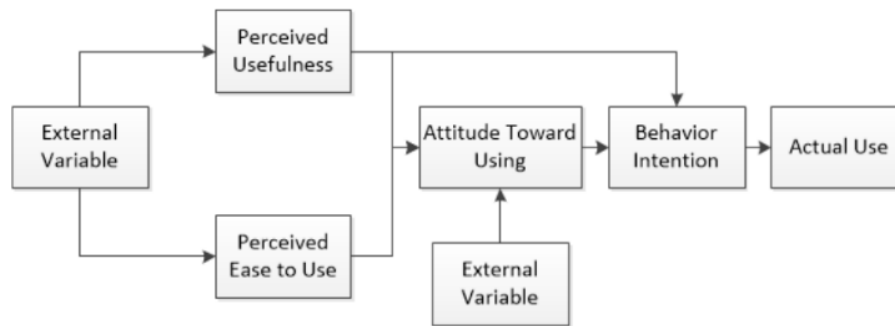 Perceived
Usefulness
External
Variable
Attitude Toward
Using
Behavior
Intention
Actual Use
Perceived
Ease to Use
External
Variable